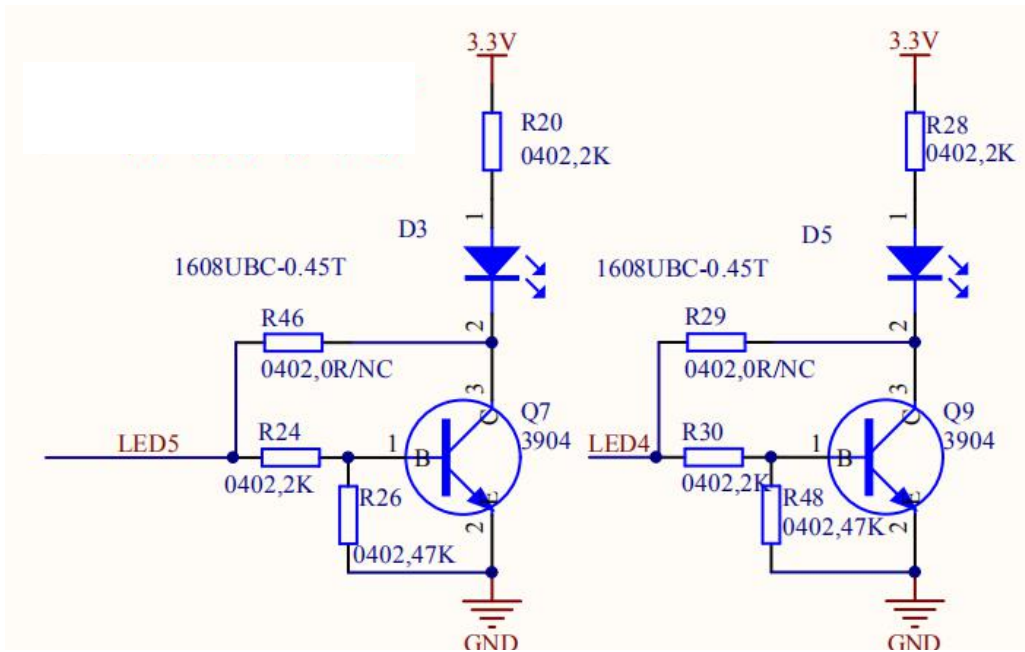 3.3V
R20
0402,2K
1
D3
1608UBC-0.45T
2
R46
0402,0R/NC
3
C
Q7
3904
LED5
R24
1
B
0402,2K
R26
E
2
0402,47K
GND
3.3V
R28
0402,2K
1
D5
1608UBC-0.45T
2
R29
0402,0R/NC
3
C
Q9
3904
LED4
R30
1
B
0402,2K
R48
E
2
0402,47K
GND